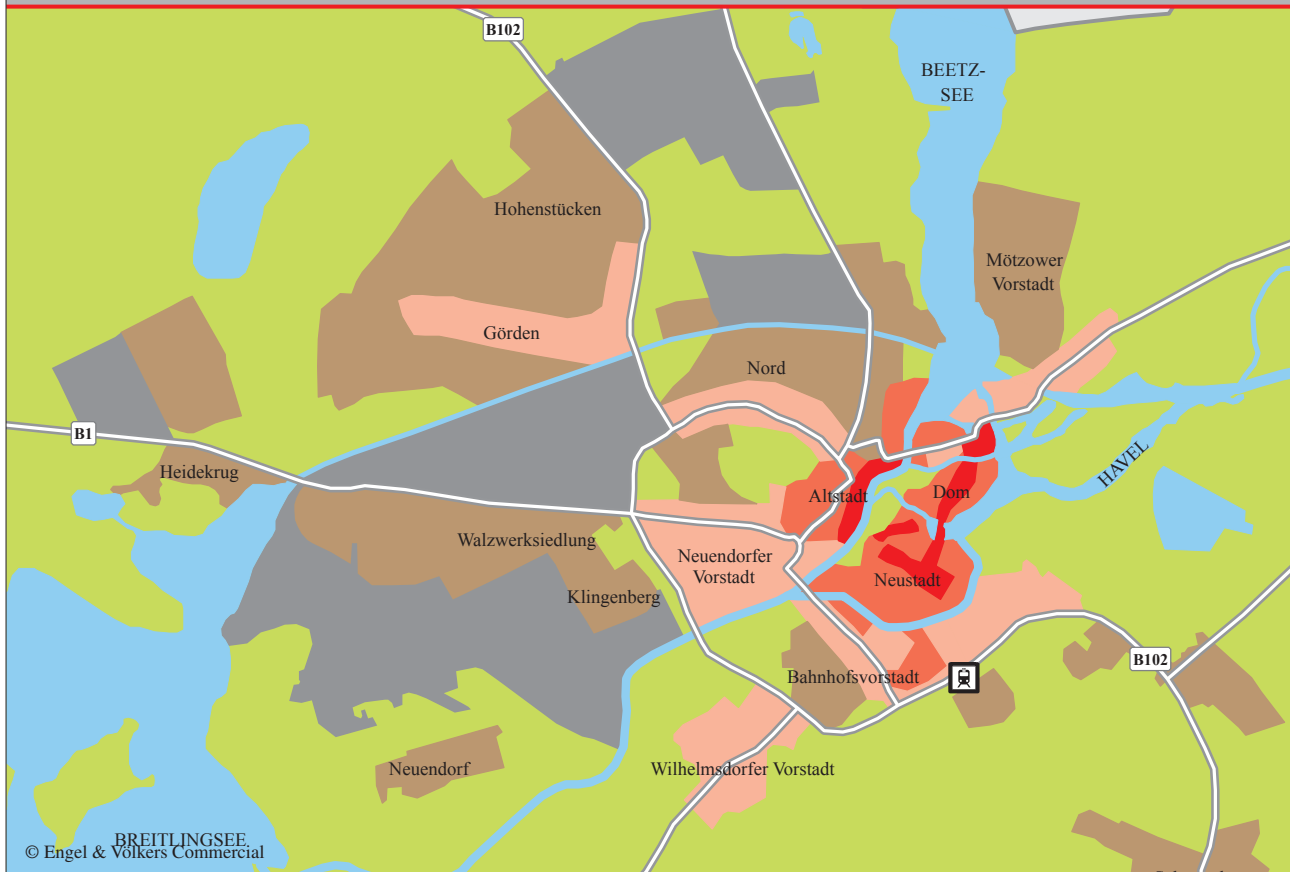 B102
BEETZ-
SEE
Hohenstücken
Mötzower
Vorstadt
Görden
Nord
B1
Heidekrug
HAVEL
Altstadt
Dom
Walzwerksiedlung
Neuendorfer
Vorstadt
Neustadt
Klingenberg
B102
Bahnhofsvorstadt
Neuendorf
Wilhelmsdorfer Vorstadt
BREITLINGSEE
© Engel & Völkers Commercial